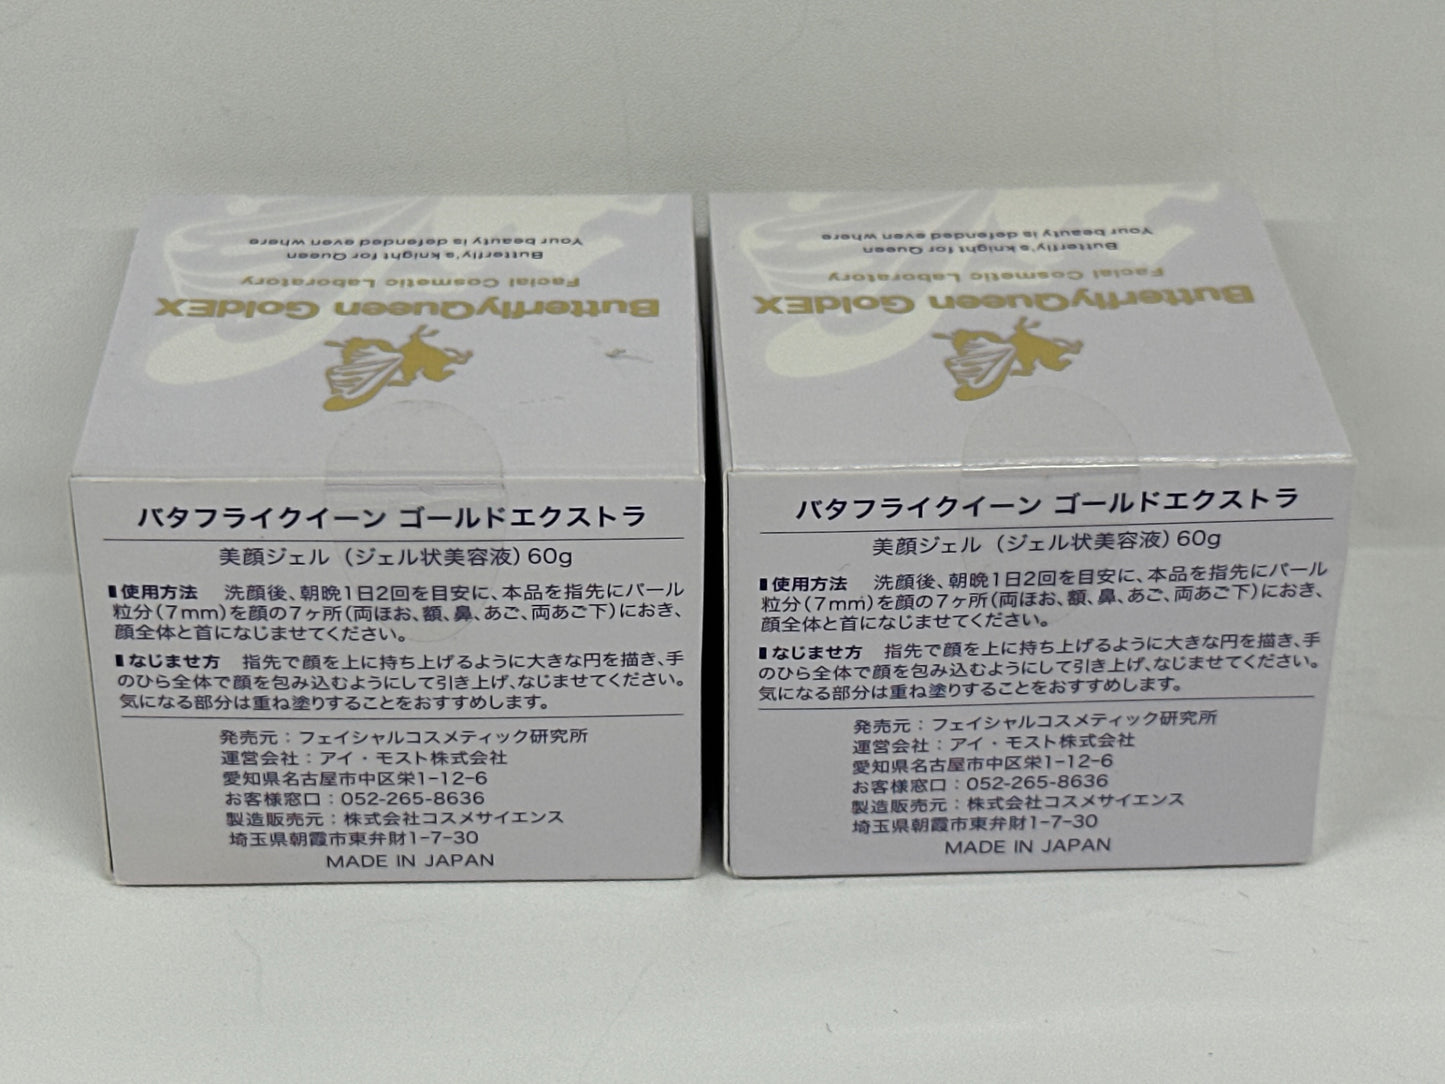 ButterflyQueen GoldEX
Facial Cosmetic Laboratory
Butterfly's knight for Queen
Your beauty is defended even where
バタフライクイーン ゴールドエクストラ
美顔ジェル（ジェル状美容液）60g
▮使用方法　洗顔後、朝晩1日2回を目安に、本品を指先にパール
粒分（7mm）を顔の7ヶ所（両ほお、額、鼻、あご、両あご下）におき、
顔全体と首になじませてください。
▮なじませ方　指先で顔を上に持ち上げるように大きな円を描き、手
のひら全体で顔を包み込むようにして引き上げ、なじませてください。
気になる部分は重ね塗りすることをおすすめします。
発売元：フェイシャルコスメティック研究所
運営会社：アイ・モスト株式会社
愛知県名古屋市中区栄1-12-6
お客様窓口：052-265-8636
製造販売元：株式会社コスメサイエンス
埼玉県朝霞市東弁財1-7-30
MADE IN JAPAN
ButterflyQueen GoldEX
Facial Cosmetic Laboratory
Butterfly's knight for Queen
Your beauty is defended even where
バタフライクイーン ゴールドエクストラ
美顔ジェル（ジェル状美容液）60g
▮使用方法　洗顔後、朝晩1日2回を目安に、本品を指先にパール
粒分（7mm）を顔の7ヶ所（両ほお、額、鼻、あご、両あご下）におき、
顔全体と首になじませてください。
▮なじませ方　指先で顔を上に持ち上げるように大きな円を描き、手
のひら全体で顔を包み込むようにして引き上げ、なじませてください。
気になる部分は重ね塗りすることをおすすめします。
発売元：フェイシャルコスメティック研究所
運営会社：アイ・モスト株式会社
愛知県名古屋市中区栄1-12-6
お客様窓口：052-265-8636
製造販売元：株式会社コスメサイエンス
埼玉県朝霞市東弁財1-7-30
MADE IN JAPAN